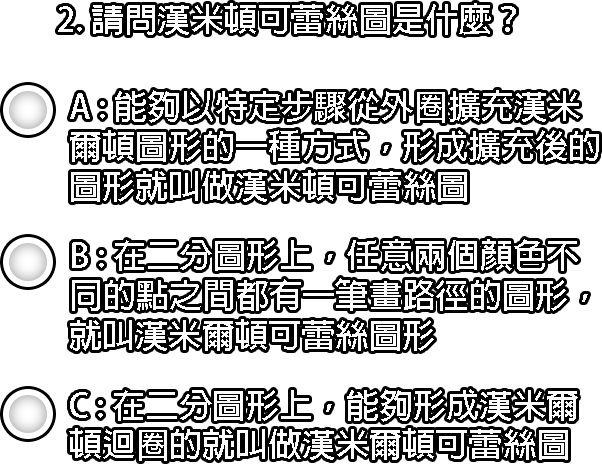 2. 請問漢米頓可蕾絲圖是什麼？
A：能夠以特定步驟從外圈擴充漢米
爾頓圖形的一種方式，形成擴充後的
圖形就叫做漢米頓可蕾絲圖
B：在二分圖形上，任意兩個顏色不
同的點之間都有一筆畫路徑的圖形，
就叫漢米爾頓可蕾絲圖形
C：在二分圖形上，能夠形成漢米爾
頓迴圈的就叫做漢米爾頓可蕾絲圖